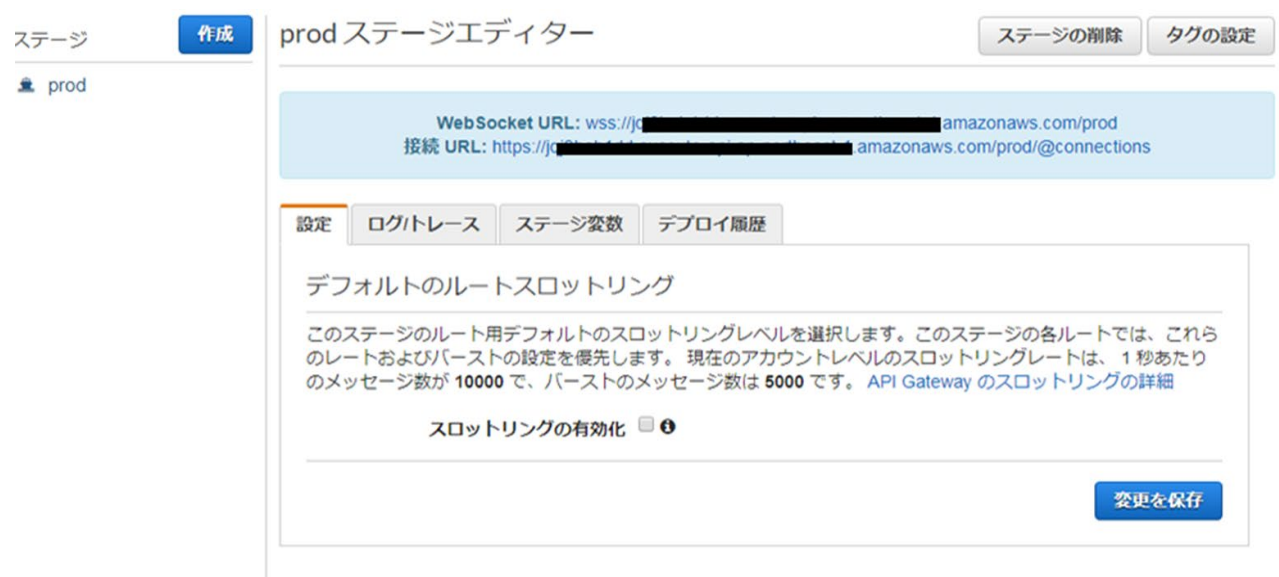 ステージ
作成
prod
prod ステージエディター
ステージの削除
タグの設定
WebSocket URL: wss://jo amazonaws.com/prod
接続 URL: https://jo .amazonaws.com/prod/@connections
設定
ログ/トレース
ステージ変数
デプロイ履歴
デフォルトのルートスロットリング
このステージのルート用デフォルトのスロットリングレベルを選択します。このステージの各ルートでは、これら
のレートおよびバーストの設定を優先します。 現在のアカウントレベルのスロットリングレートは、 1 秒あたり
のメッセージ数が 10000 で、バーストのメッセージ数は 5000 です。 API Gateway のスロットリングの詳細
スロットリングの有効化
変更を保存